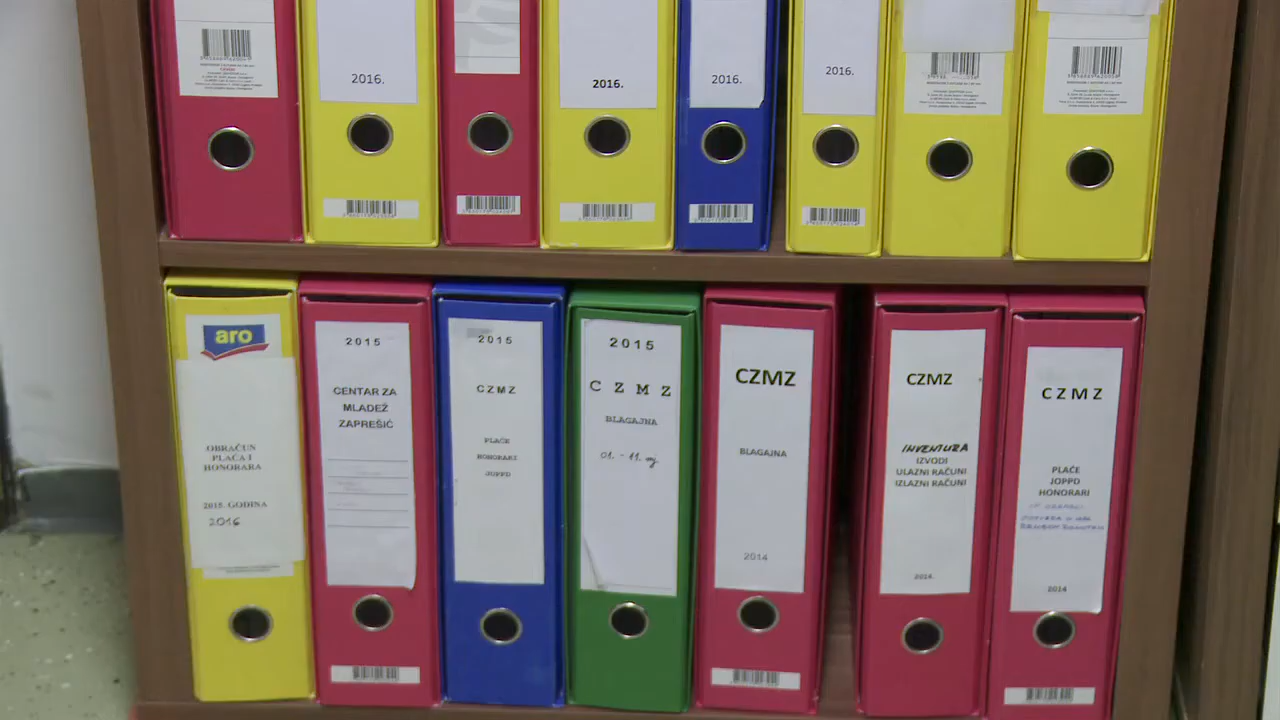 2016.
2016.
2016.
2016.
aro
OBRAČUN
PLAĆA I
HONORARA
2015. GODINA
2016
2015
CENTAR ZA
MLADEŽ
ZAPREŠIĆ
2015
CZMZ
PLAĆE
HONORARI
JOPPD
2015
CZMZ
BLAGAJNA
01. - 11. mj
CZMZ
BLAGAJNA
2014
CZMZ
INVENTURA
IZVODI
ULAZNI RAČUNI
IZLAZNI RAČUNI
2014.
CZMZ
PLAĆE
JOPPD
HONORARI
2014